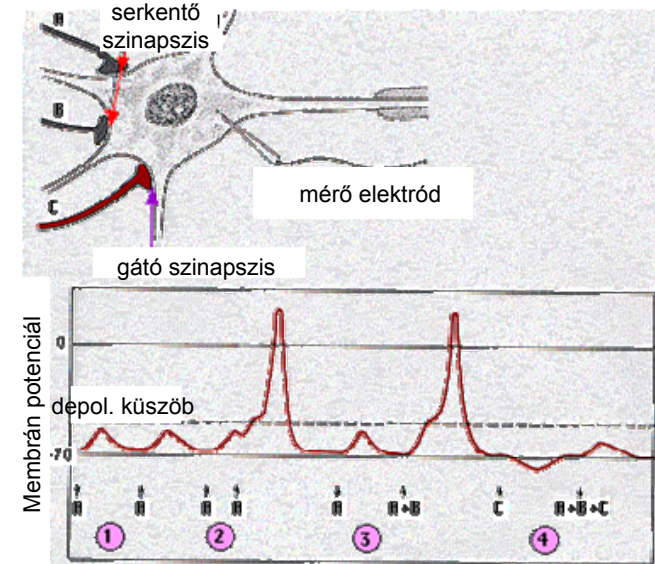 serkentő
szinapszis
A
B
C
mérő elektród
gátó szinapszis
Membrán potenciál
0
depol. küszöb
-70
A A A A A A+B C A+B+C
1 2 3 4